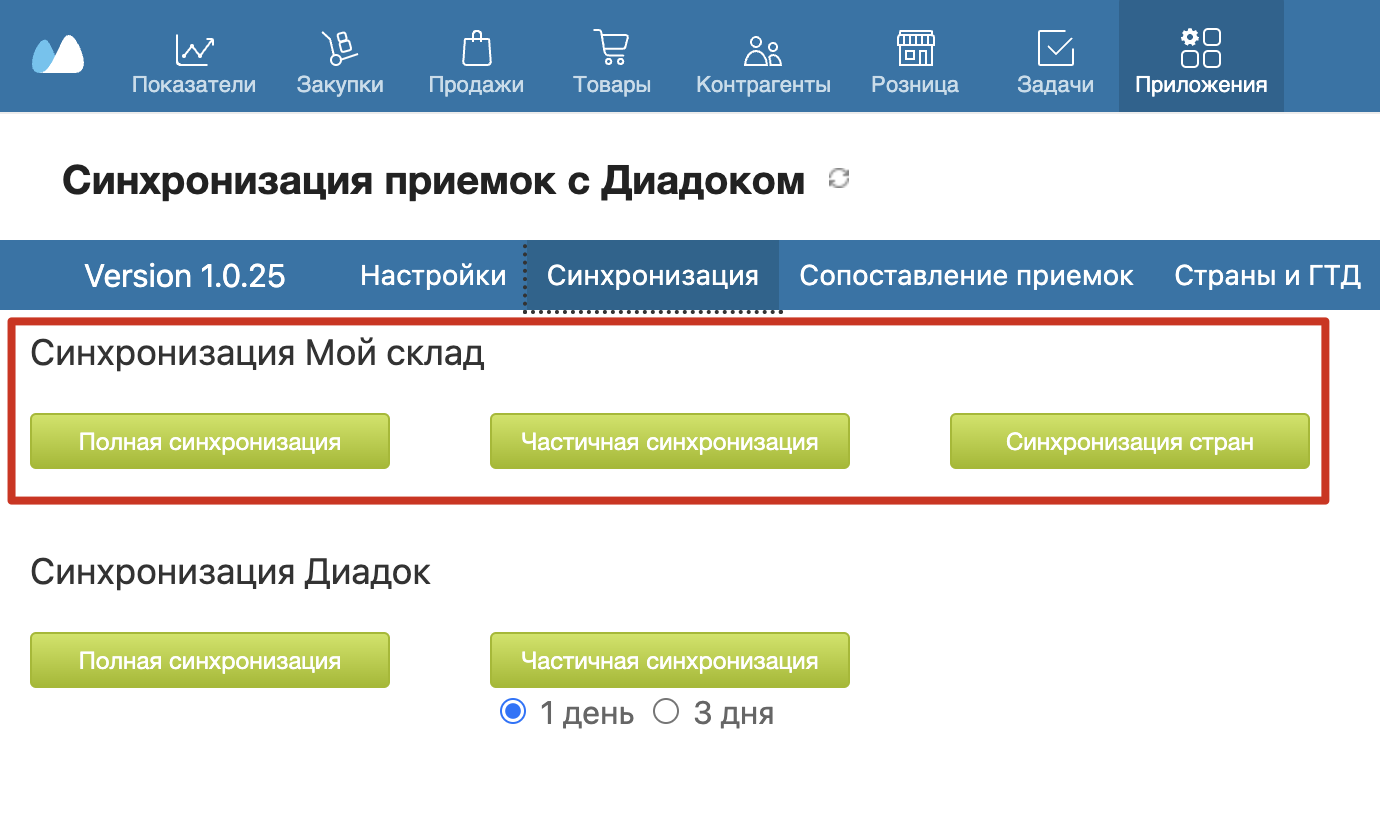 Показатели Закупки Продажи Товары Контрагенты Розница Задачи Приложения
Синхронизация приемок с Диадоком
Version 1.0.25 Настройки Синхронизация Сопоставление приемок Страны и ГТД
Синхронизация Мой склад
Полная синхронизация Частичная синхронизация Синхронизация стран
Синхронизация Диадок
Полная синхронизация Частичная синхронизация
1 день 3 дня